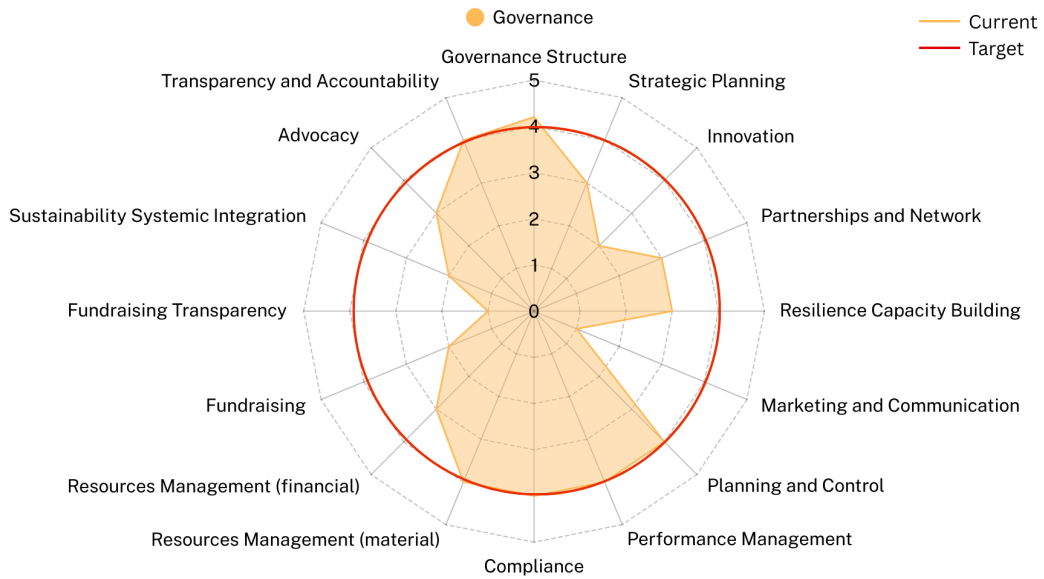 Governance
Current
Target
Governance Structure
Transparency and Accountability
Strategic Planning
Advocacy
Innovation
Sustainability Systemic Integration
Partnerships and Network
Fundraising Transparency
Resilience Capacity Building
Fundraising
Marketing and Communication
Resources Management (financial)
Planning and Control
Resources Management (material)
Performance Management
Compliance
5
4
3
2
1
0